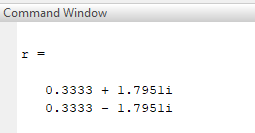 Command Window
r =
0.3333 + 1.7951i
0.3333 - 1.7951i